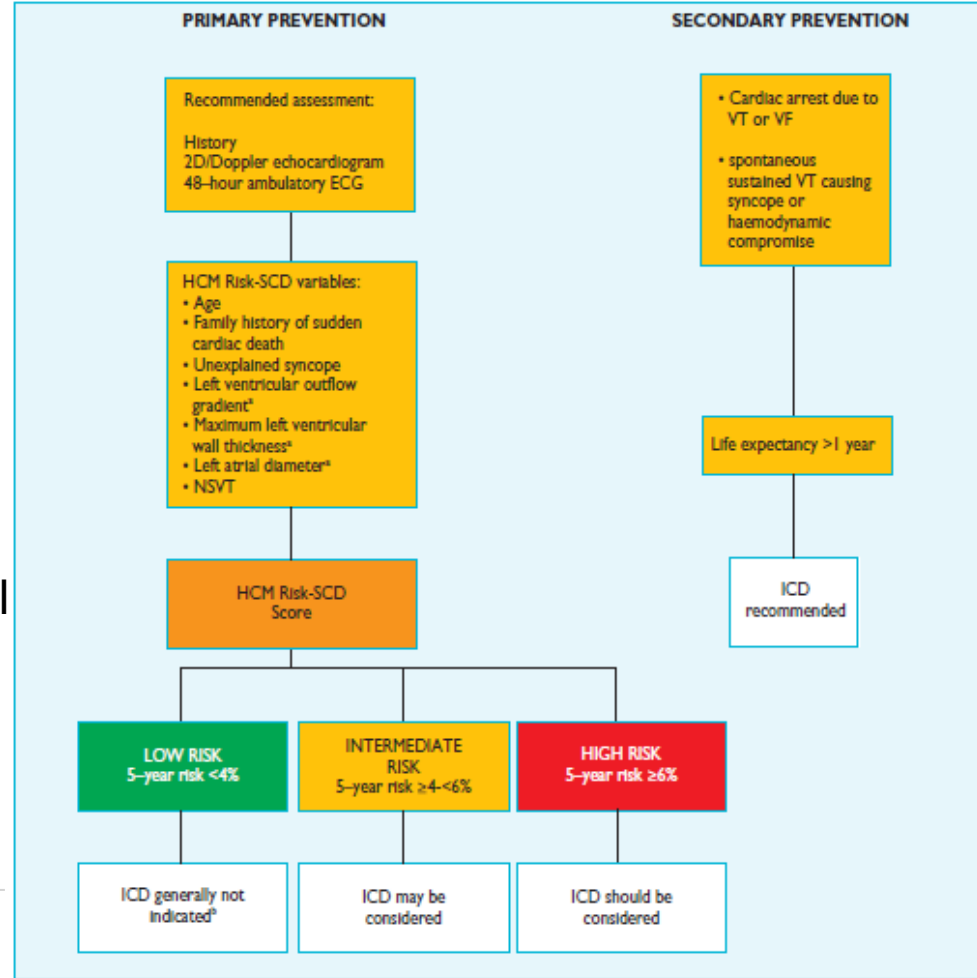 PRIMARY PREVENTION
Recommended assessment:
History
2D/Doppler echocardiogram
48–hour ambulatory ECG
HCM Risk-SCD variables:
• Age
• Family history of sudden
cardiac death
• Unexplained syncope
• Left ventricular outflow
gradientª
• Maximum left ventricular
wall thicknessª
• Left atrial diameterª
• NSVT
HCM Risk-SCD
Score
LOW RISK
5–year risk <4%
INTERMEDIATE
RISK
5–year risk ≥4-<6%
HIGH RISK
5–year risk ≥6%
ICD generally not
indicatedᵇ
ICD may be
considered
ICD should be
considered
SECONDARY PREVENTION
• Cardiac arrest due to
VT or VF
• spontaneous
sustained VT causing
syncope or
haemodynamic
compromise
Life expectancy >1 year
ICD
recommended